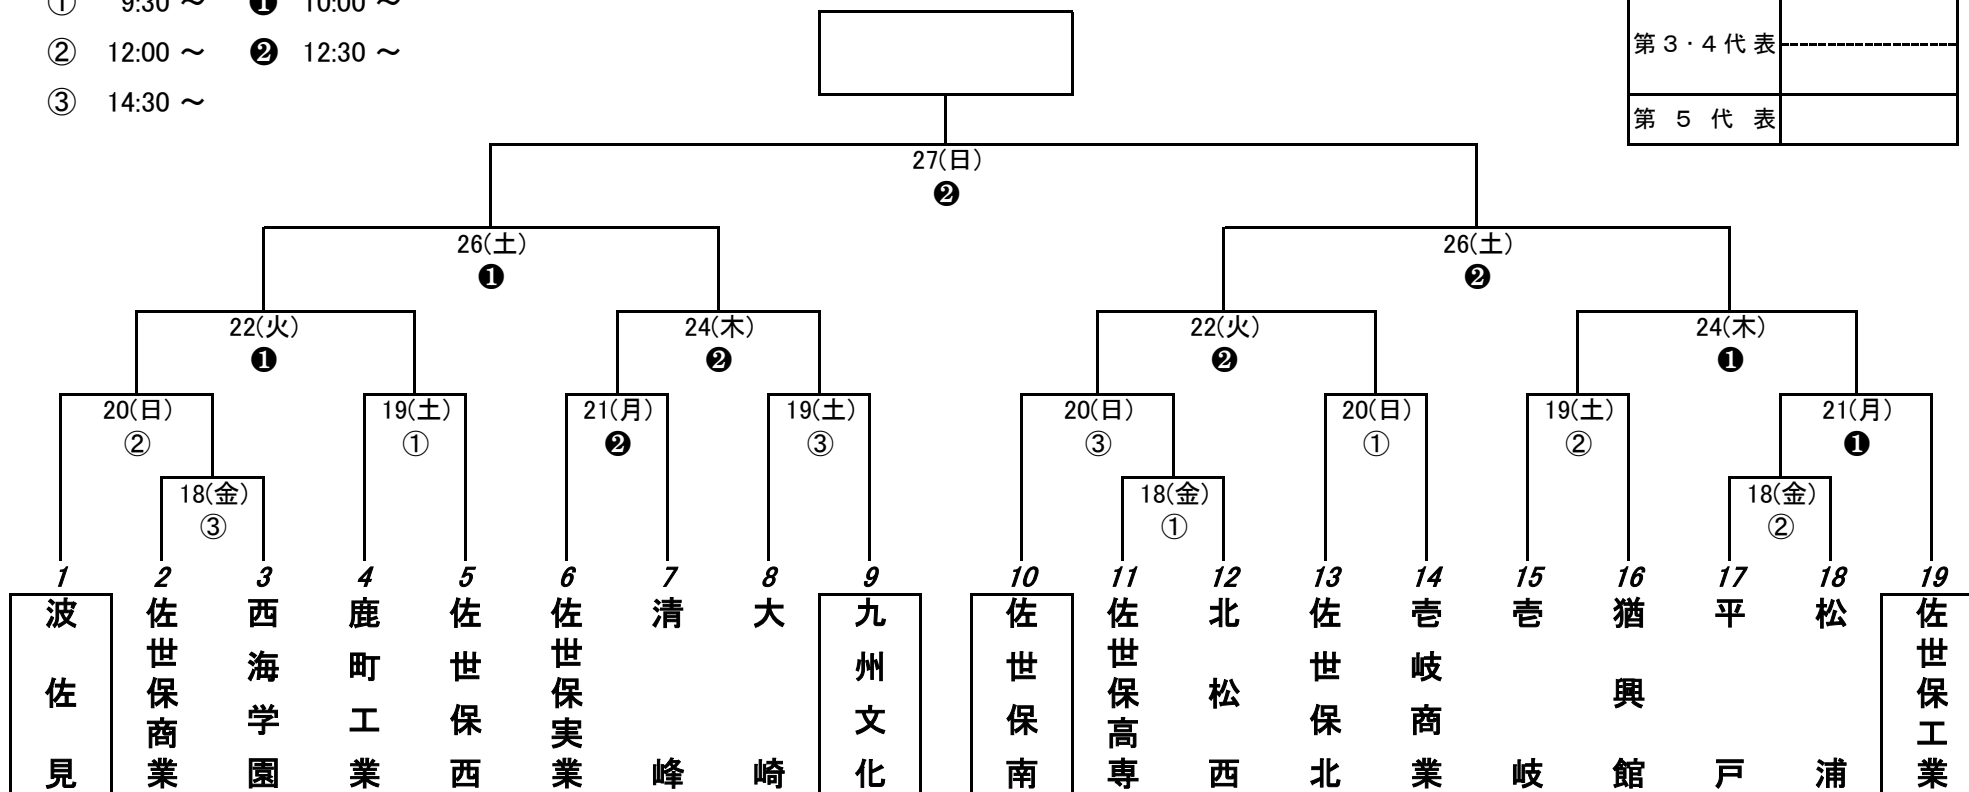 ① 9:30 ～ ❶ 10:00 ～
② 12:00 ～ ❷ 12:30 ～
③ 14:30 ～
第３・４代表
第５代表
27(日)
❷
26(土)
❶
26(土)
❷
22(火)
❶
24(木)
❷
22(火)
❷
24(木)
❶
20(日)
②
19(土)
①
21(月)
❷
19(土)
③
20(日)
③
20(日)
①
19(土)
②
21(月)
❶
18(金)
③
18(金)
①
18(金)
②
1
波佐見
2
佐世保商業
3
西海学園
4
鹿町工業
5
佐世保西
6
佐世保実業
7
清峰
8
大崎
9
九州文化
10
佐世保南
11
佐世保高専
12
北松西
13
佐世保北
14
壱岐商業
15
壱岐
16
猶興館
17
平戸
18
松浦
19
佐世保工業